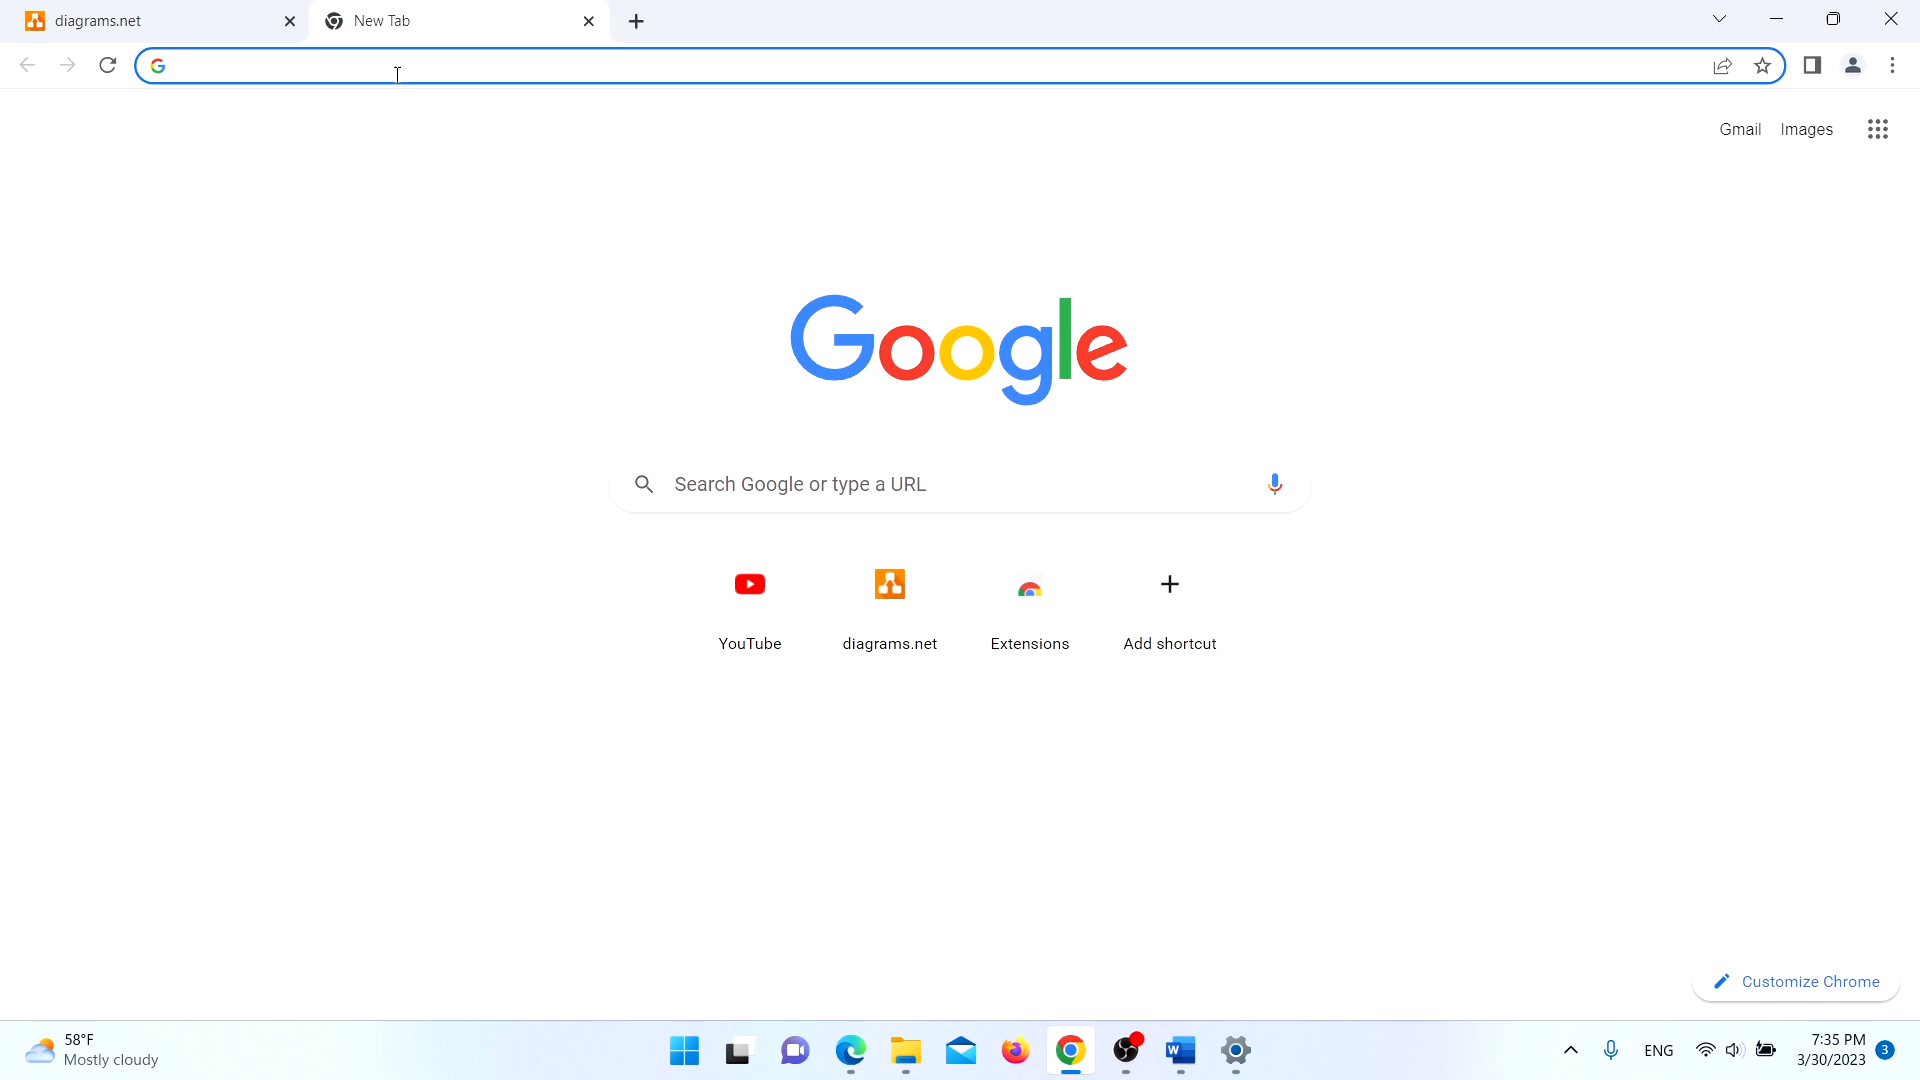 diagrams.net
New Tab
Gmail Images
Google
Search Google or type a URL
YouTube diagrams.net Extensions Add shortcut
Customize Chrome
58°F
Mostly cloudy
ENG
7:35 PM
3/30/2023
3